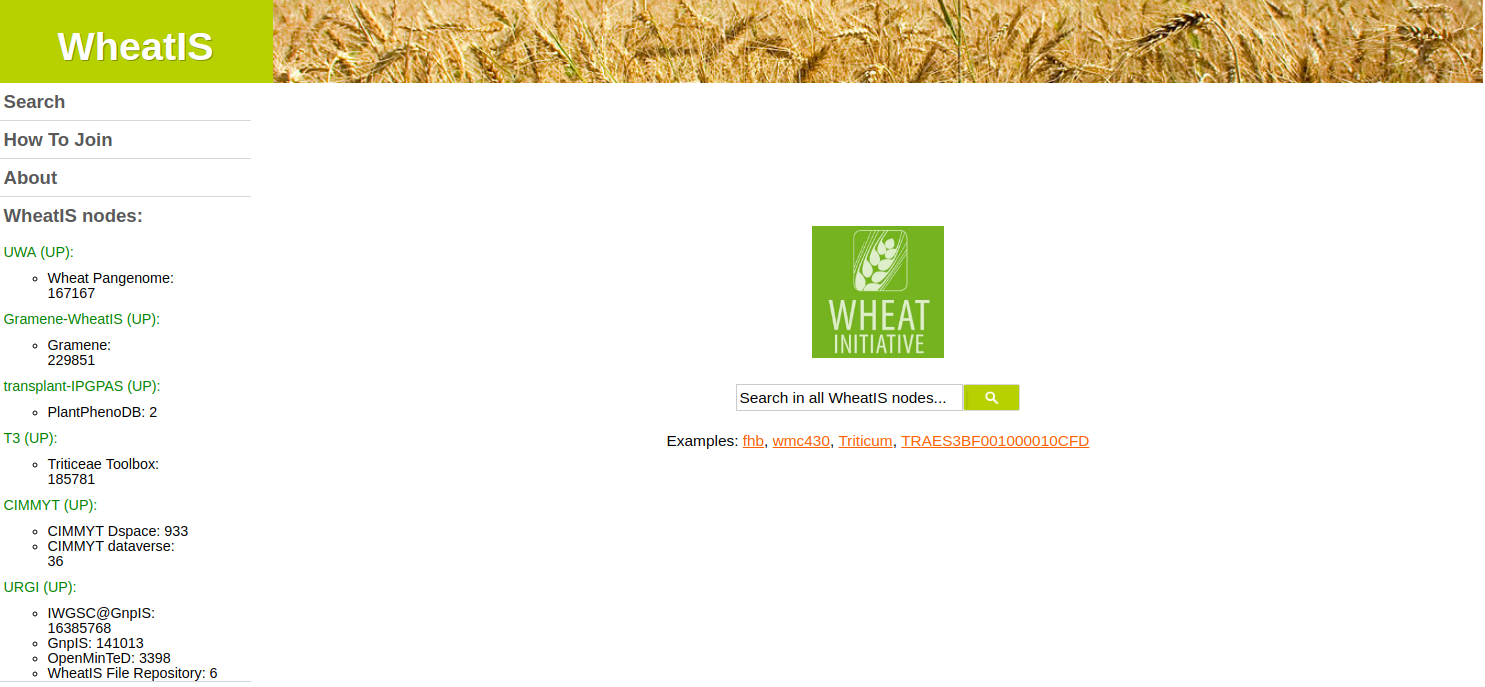 WheatIS
Search
How To Join
About
WheatIS nodes:
UWA (UP):
Wheat Pangenome:
167167
Gramene-WheatIS (UP):
Gramene:
229851
transplant-IPGPAS (UP):
PlantPhenoDB: 2
T3 (UP):
Triticeae Toolbox:
185781
CIMMYT (UP):
CIMMYT Dspace: 933
CIMMYT dataverse:
36
URGI (UP):
IWGSC@GnpIS:
16385768
GnpIS: 141013
OpenMinTeD: 3398
WheatIS File Repository: 6
WHEAT
INITIATIVE
Search in all WheatIS nodes...
Examples: fhb, wmc430, Triticum, TRAES3BF001000010CFD